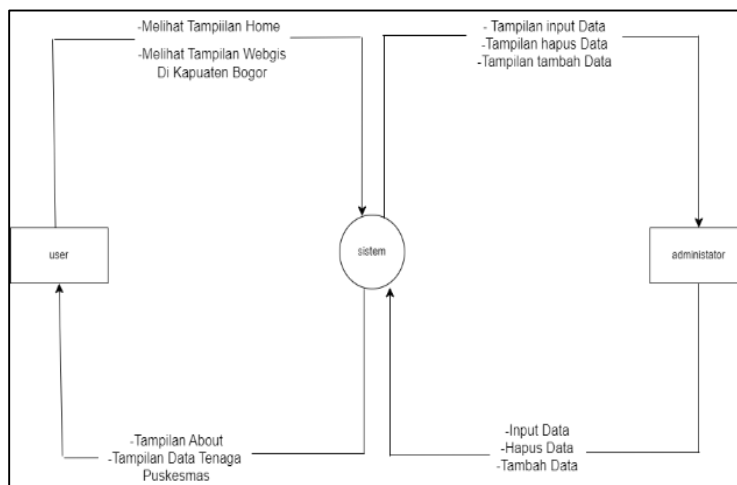 -Melihat Tampiilan Home
-Melihat Tampilan Webgis
Di Kapuaten Bogor
- Tampilan input Data
-Tampilan hapus Data
-Tampilan tambah Data
user
sistem
administator
-Tampilan About
-Tampilan Data Tenaga
Puskesmas
-Input Data
-Hapus Data
-Tambah Data